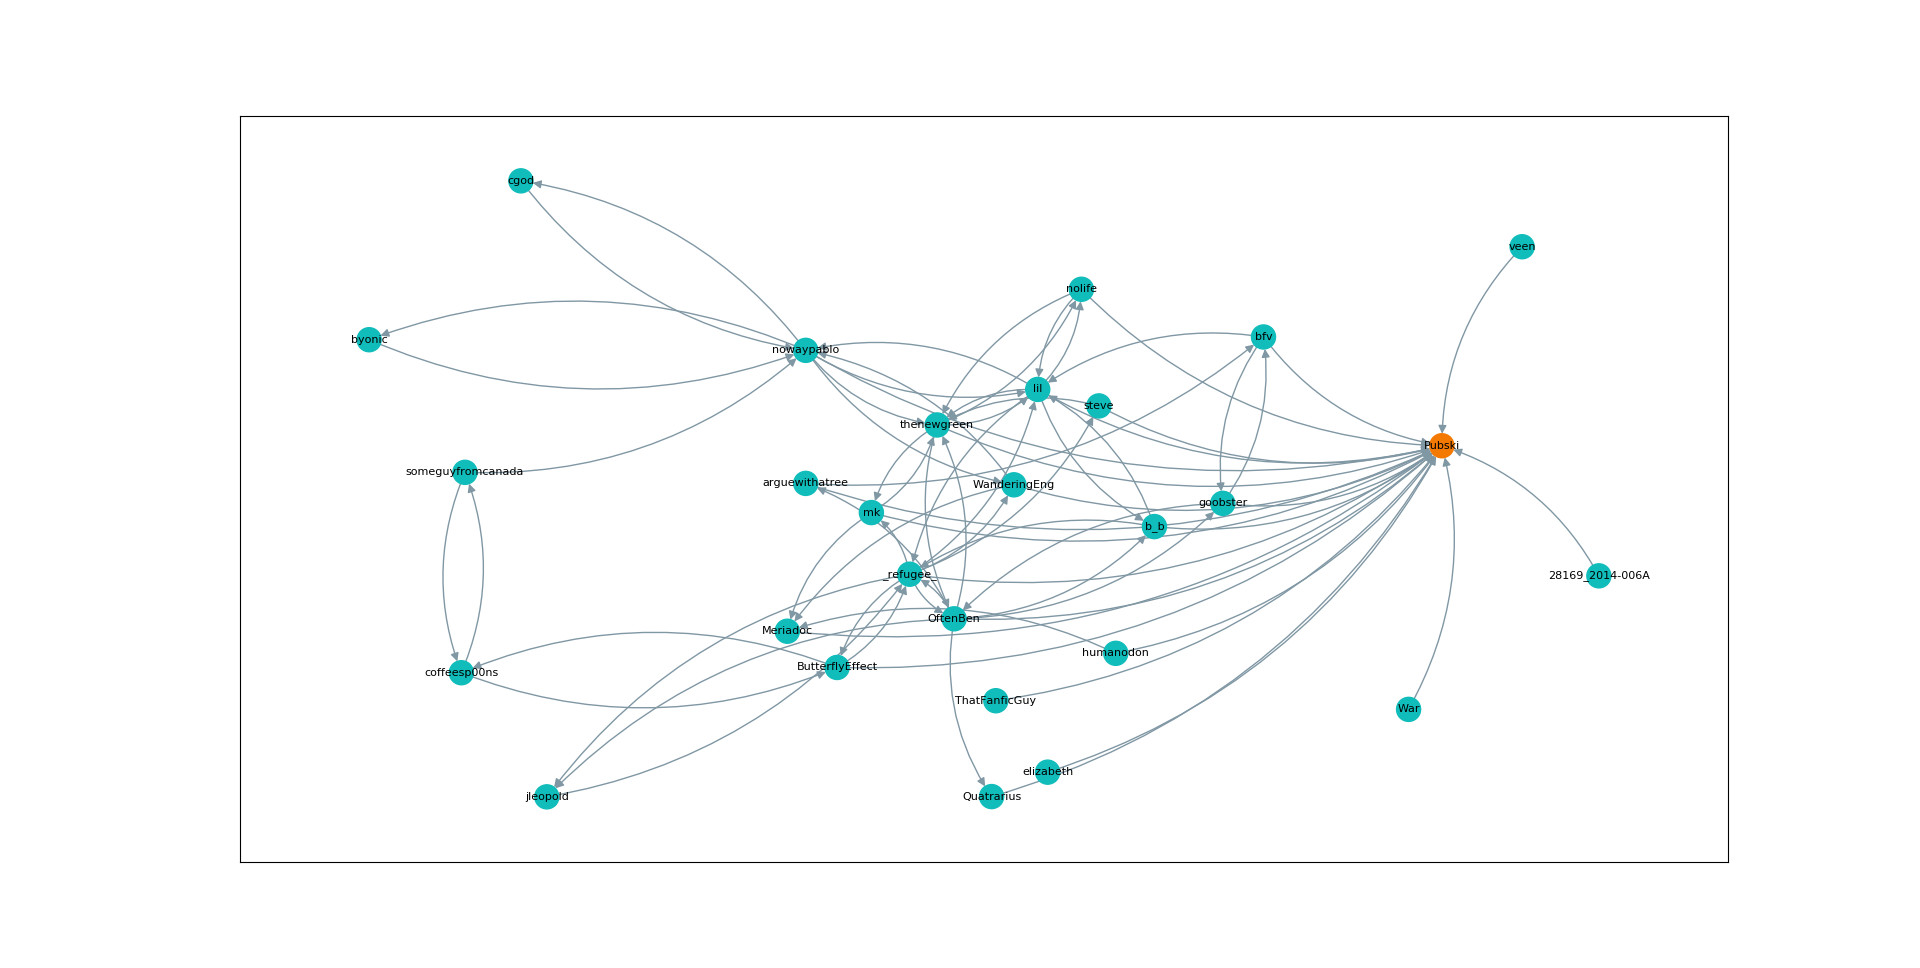 cgod
veen
nolife
bfv
byonic
nowaypablo
lil
steve
thenewgreen
Pubski
someguyfromcanada
arguewithatree
WanderingEng
goobster
mk
b_b
_refugee_
28169_2014-006A
OftenBen
Meriadoc
humanodon
ButterflyEffect
coffeesp00ns
ThatFanficGuy
War
elizabeth
jleopold
Quatrarius